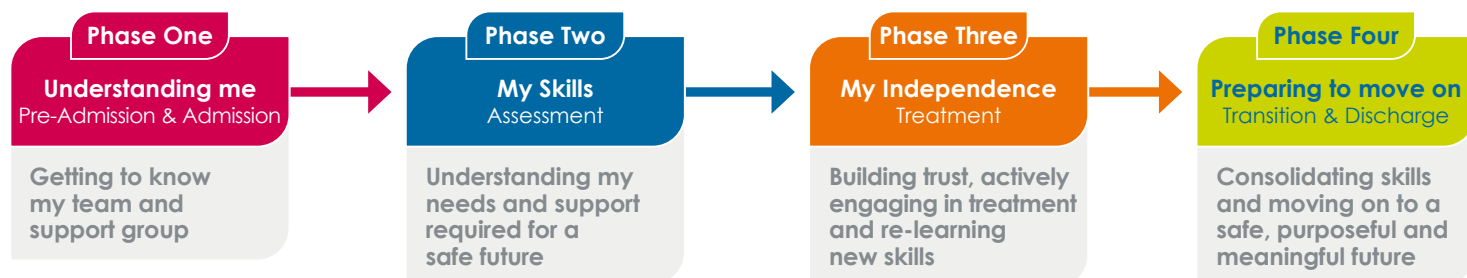 Phase One
Understanding me
Pre-Admission & Admission
Getting to know
my team and
support group
Phase Two
My Skills
Assessment
Understanding my
needs and support
required for a
safe future
Phase Three
My Independence
Treatment
Building trust, actively
engaging in treatment
and re-learning
new skills
Phase Four
Preparing to move on
Transition & Discharge
Consolidating skills
and moving on to a
safe, purposeful and
meaningful future